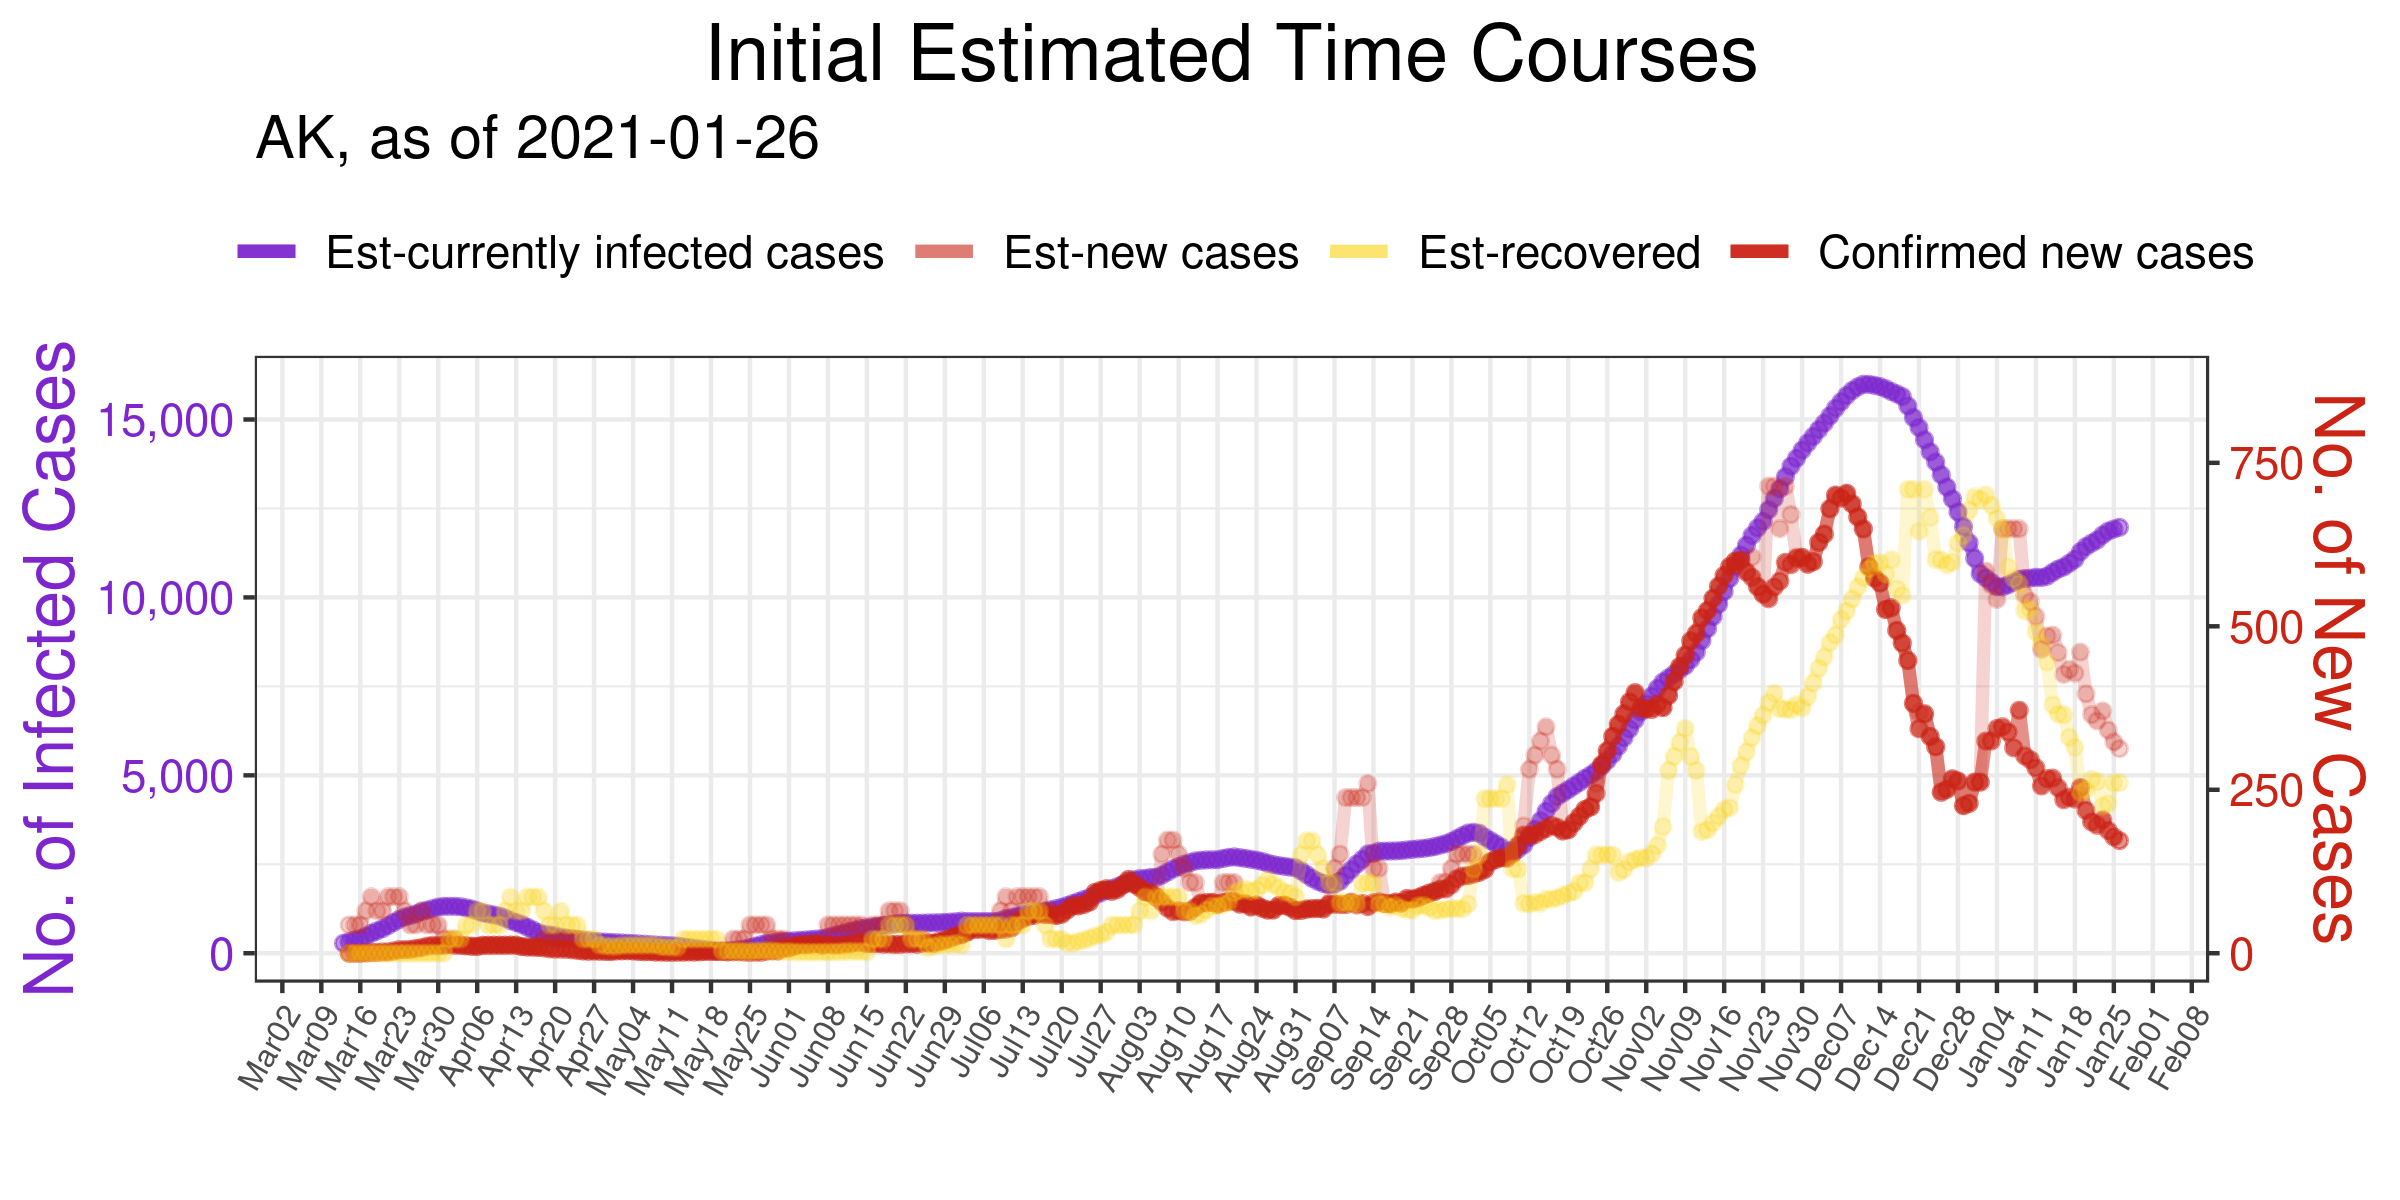 Initial Estimated Time Courses
AK, as of 2021-01-26
Est-currently infected cases Est-new cases Est-recovered Confirmed new cases
No. of Infected Cases
15,000
10,000
5,000
0
750
500
250
0
No. of New Cases
Mar02 Mar09 Mar16 Mar23 Mar30 Apr06 Apr13 Apr20 Apr27 May04 May11 May18 May25 Jun01 Jun08 Jun15 Jun22 Jun29 Jul06 Jul13 Jul20 Jul27 Aug03 Aug10 Aug17 Aug24 Aug31 Sep07 Sep14 Sep21 Sep28 Oct05 Oct12 Oct19 Oct26 Nov02 Nov09 Nov16 Nov23 Nov30 Dec07 Dec14 Dec21 Dec28 Jan04 Jan11 Jan18 Jan25 Feb01 Feb08